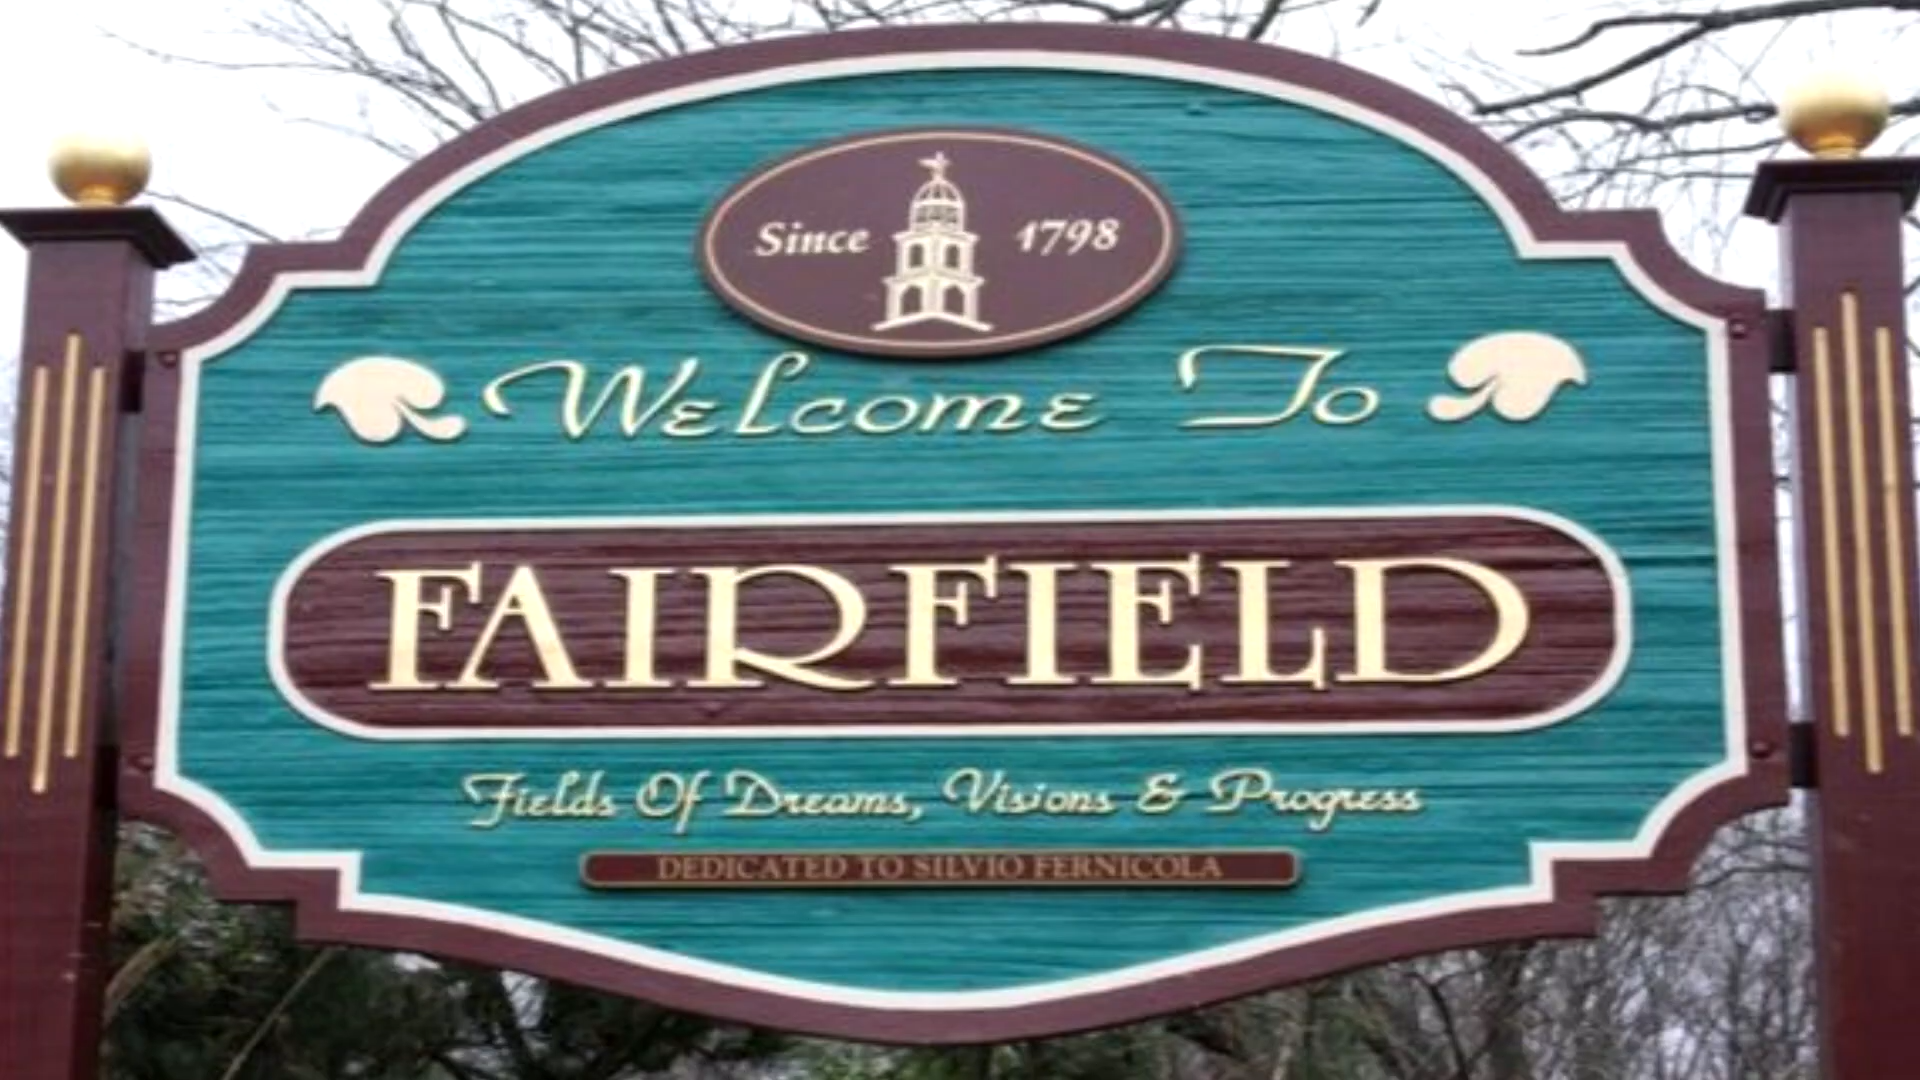 Since 1798
Welcome To
FAIRFIELD
Fields Of Dreams, Visions & Progress
DEDICATED TO SILVIO FERNICOLA